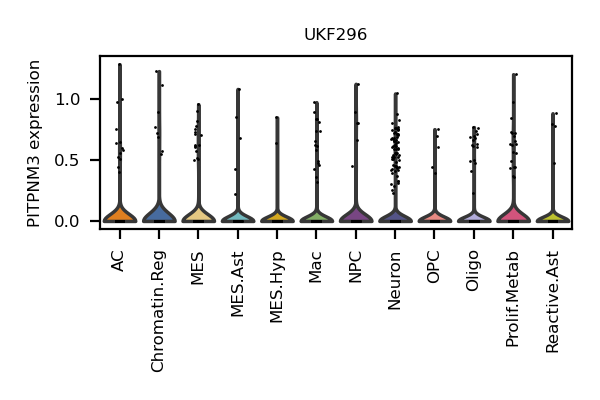 UKF296
PITPNM3 expression
1.0
0.5
0.0
AC
Chromatin.Reg
MES
MES.Ast
MES.Hyp
Mac
NPC
Neuron
OPC
Oligo
Prolif.Metab
Reactive.Ast